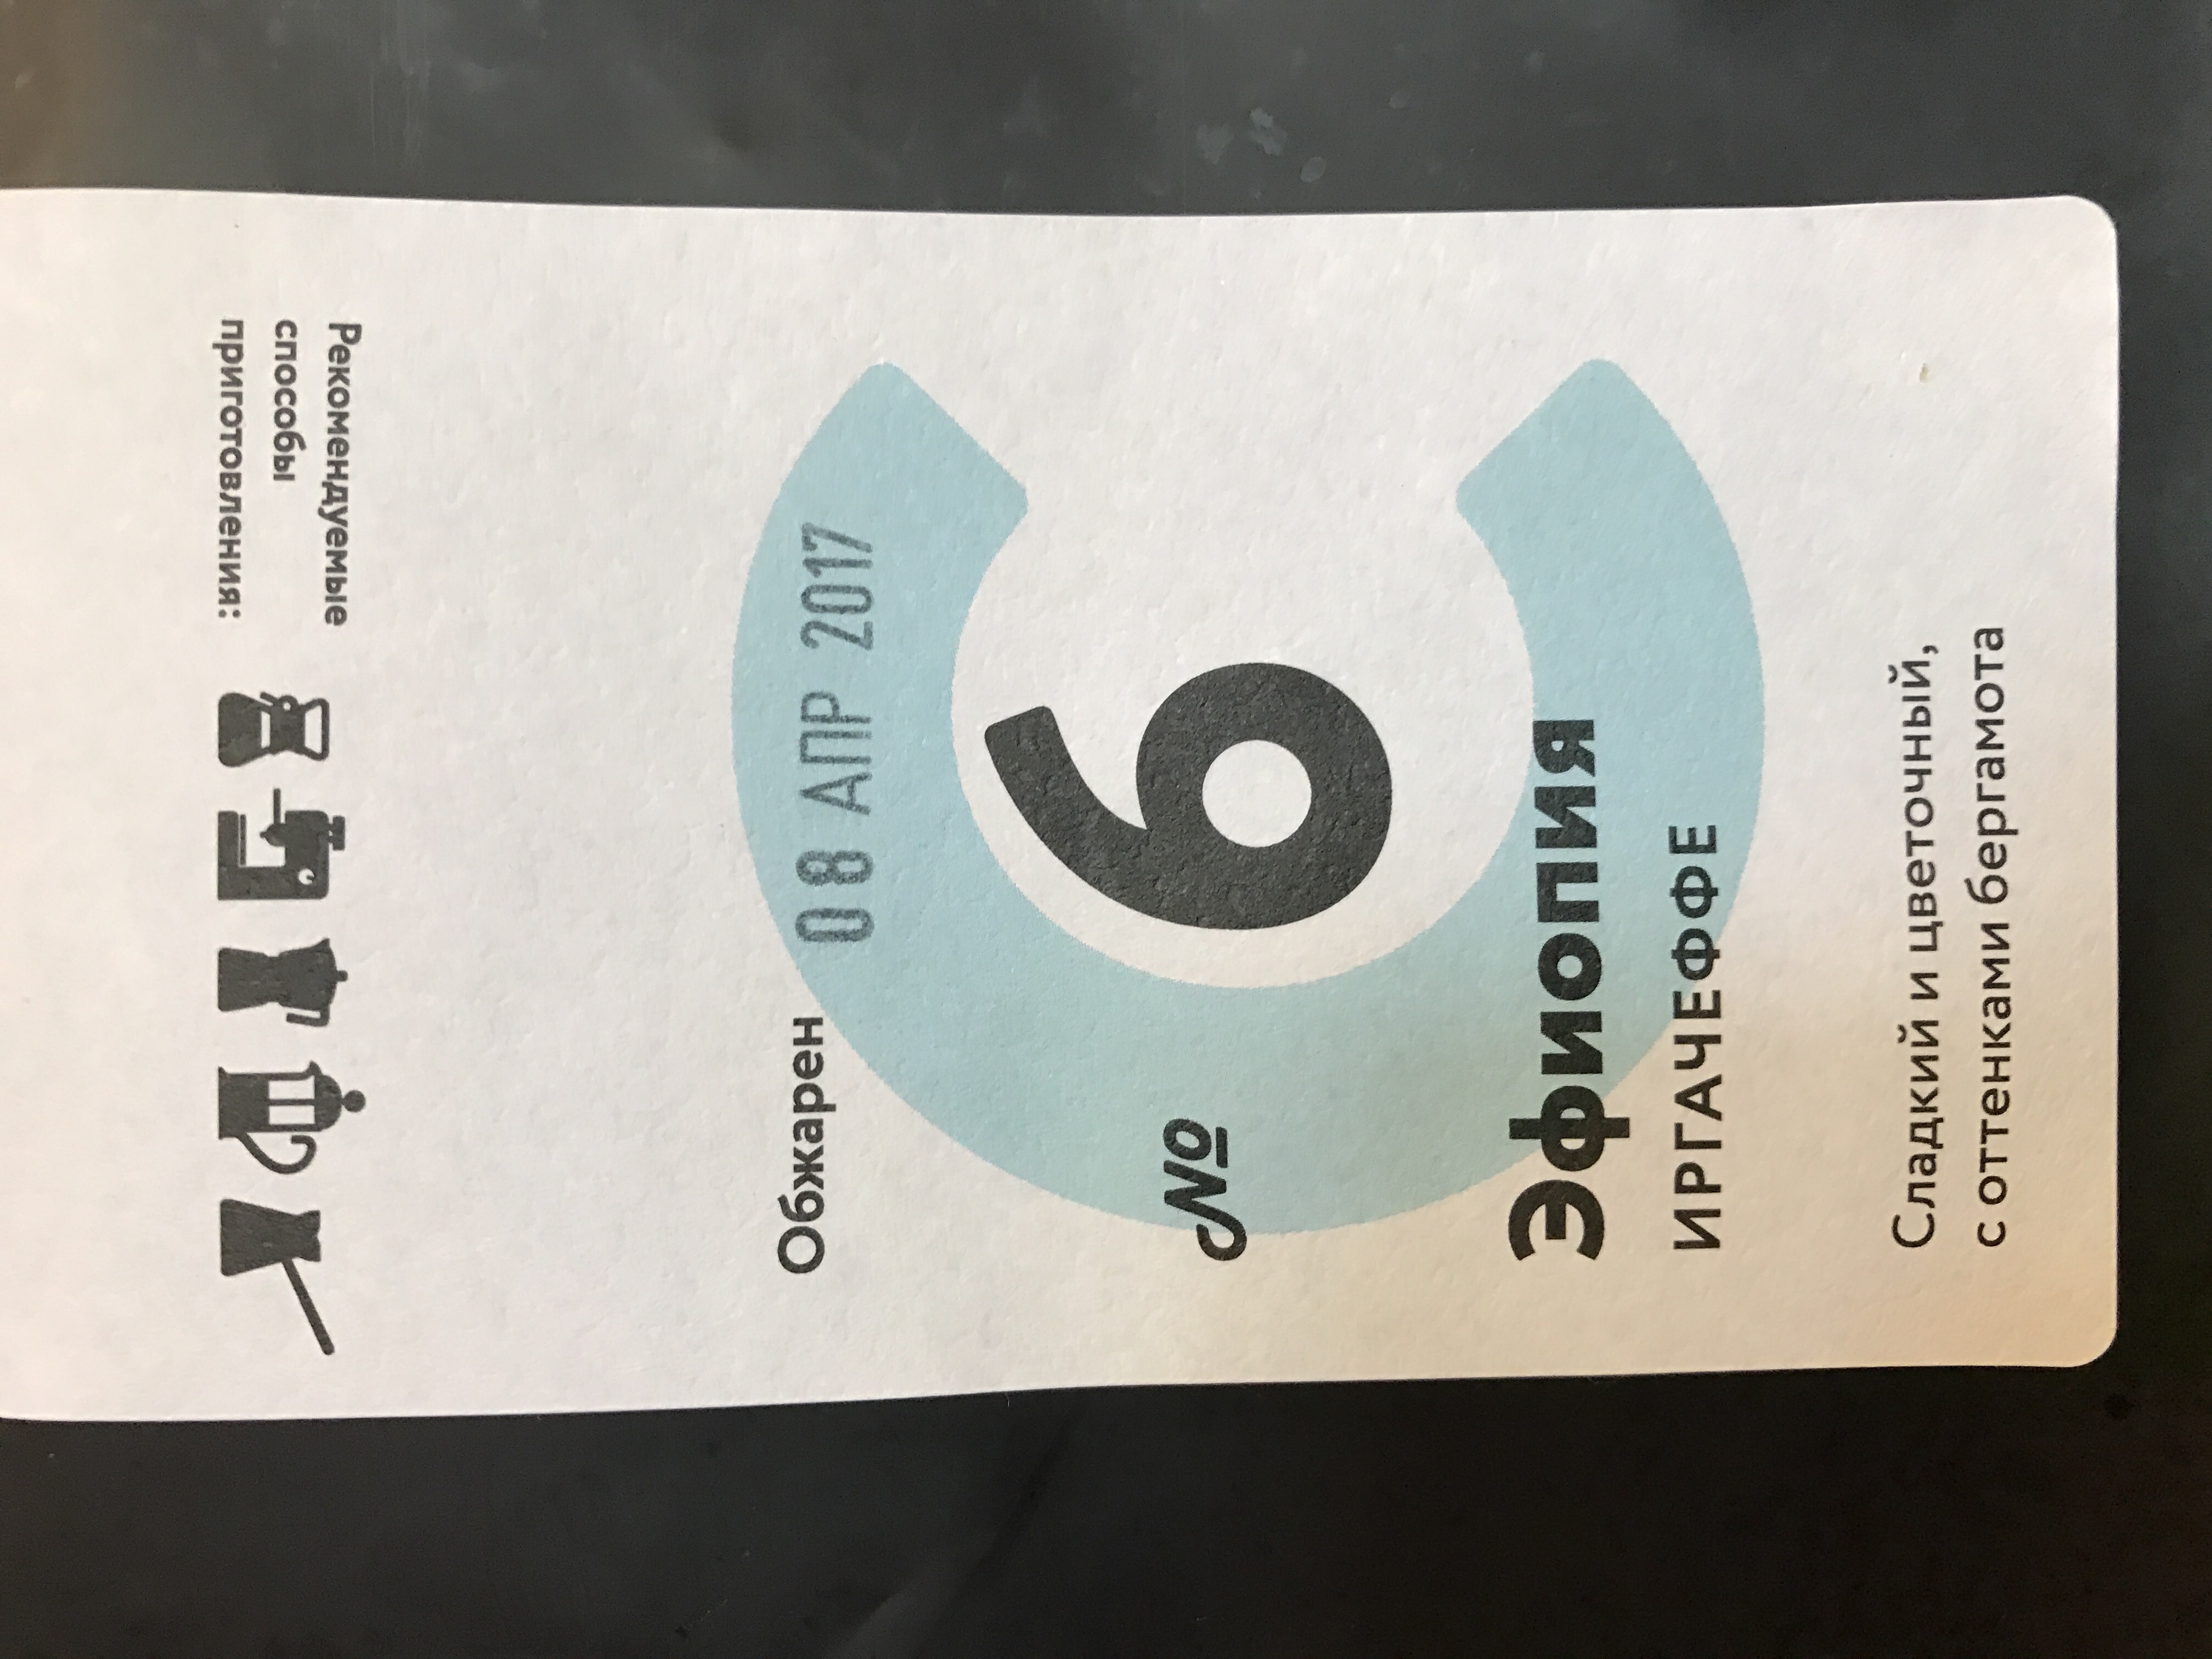 Рекомендуемые
способы
приготовления:
Обжарен 08 АПР 2017
№ 6
Эфиопия
ИРГАЧЕФФЕ
Сладкий и цветочный,
с оттенками бергамота